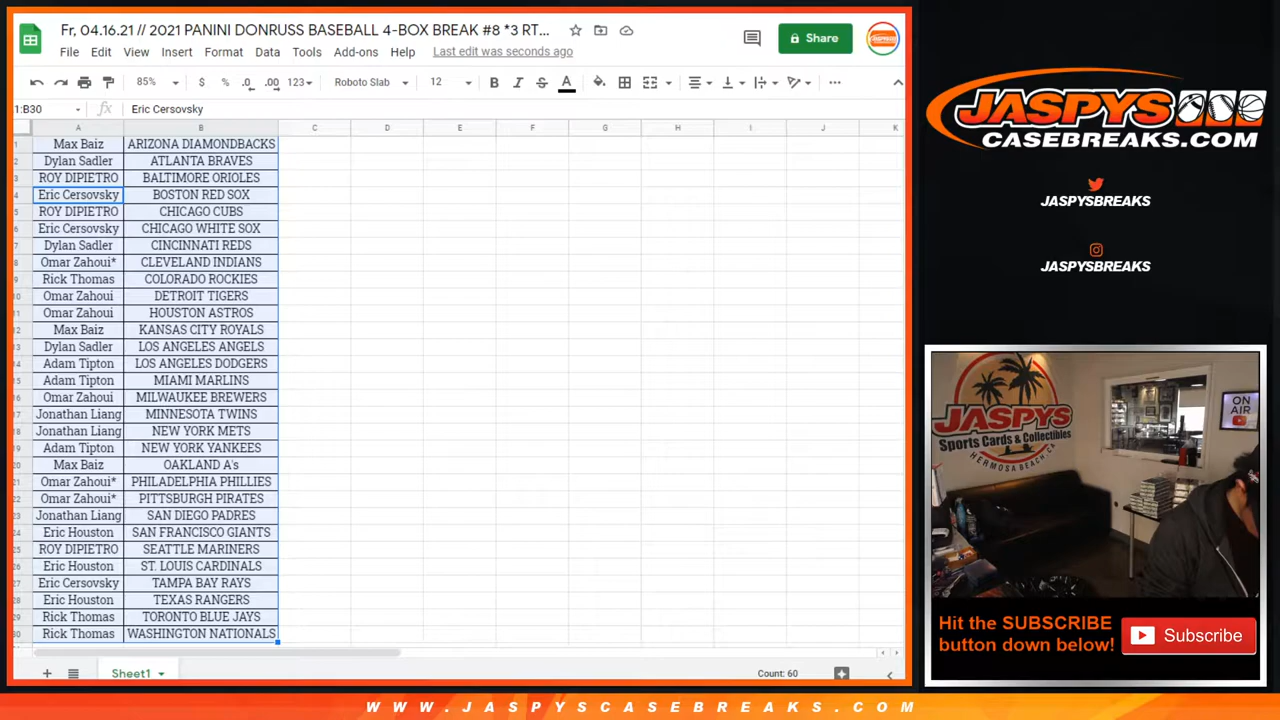 Fr, 04.16.21 // 2021 PANINI DONRUSS BASEBALL 4-BOX BREAK #8 *3 RT...
Share
File Edit View Insert Format Data Tools Add-ons Help Last edit was seconds ago
85% $ % .0 .00 123 Roboto Slab 12 B I S A
1:B30 fx Eric Cersovsky
A B C D E F G H I J K
1 Max Baiz ARIZONA DIAMONDBACKS
2 Dylan Sadler ATLANTA BRAVES
3 ROY DIPIETRO BALTIMORE ORIOLES
4 Eric Cersovsky BOSTON RED SOX
5 ROY DIPIETRO CHICAGO CUBS
6 Eric Cersovsky CHICAGO WHITE SOX
7 Dylan Sadler CINCINNATI REDS
8 Omar Zahoui* CLEVELAND INDIANS
9 Rick Thomas COLORADO ROCKIES
10 Omar Zahoui DETROIT TIGERS
11 Omar Zahoui HOUSTON ASTROS
12 Max Baiz KANSAS CITY ROYALS
13 Dylan Sadler LOS ANGELES ANGELS
14 Adam Tipton LOS ANGELES DODGERS
15 Adam Tipton MIAMI MARLINS
16 Omar Zahoui MILWAUKEE BREWERS
17 Jonathan Liang MINNESOTA TWINS
18 Jonathan Liang NEW YORK METS
19 Adam Tipton NEW YORK YANKEES
20 Max Baiz OAKLAND A's
21 Omar Zahoui* PHILADELPHIA PHILLIES
22 Omar Zahoui* PITTSBURGH PIRATES
23 Jonathan Liang SAN DIEGO PADRES
24 Eric Houston SAN FRANCISCO GIANTS
25 ROY DIPIETRO SEATTLE MARINERS
26 Eric Houston ST. LOUIS CARDINALS
27 Eric Cersovsky TAMPA BAY RAYS
28 Eric Houston TEXAS RANGERS
29 Rick Thomas TORONTO BLUE JAYS
30 Rick Thomas WASHINGTON NATIONALS
Sheet1 Count: 60
JASPYS
CASEBREAKS.COM
JASPYSBREAKS
JASPYSBREAKS
JASPYS
Sports Cards & Collectibles
HERMOSA BEACH, CA
ON
AIR
Hit the SUBSCRIBE
button down below!
Subscribe
WWW.JASPYSCASEBREAKS.COM